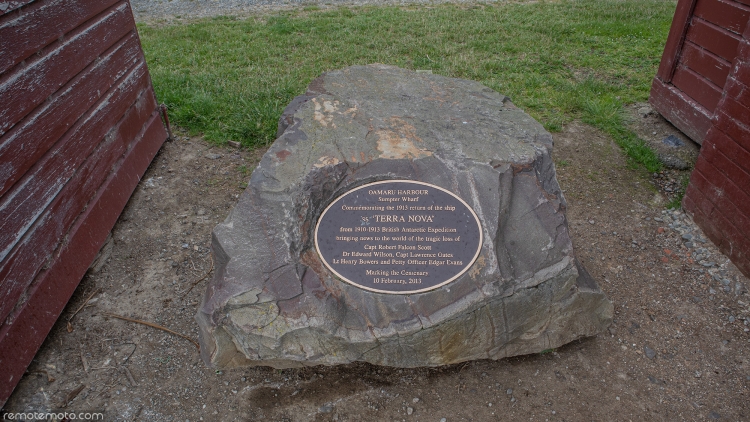 OAMARU HARBOUR
Sumpter Wharf
Commemorating the 1913 return of the ship
SS "TERRA NOVA"
from 1910-1913 British Antarctic Expedition
bringing news to the world of the tragic loss of
Capt Robert Falcon Scott
Dr Edward Wilson, Capt Lawrence Oates
Lt Henry Bowers and Petty Officer Edgar Evans
Marking the Centenary
10 February, 2013
remotemoto.com